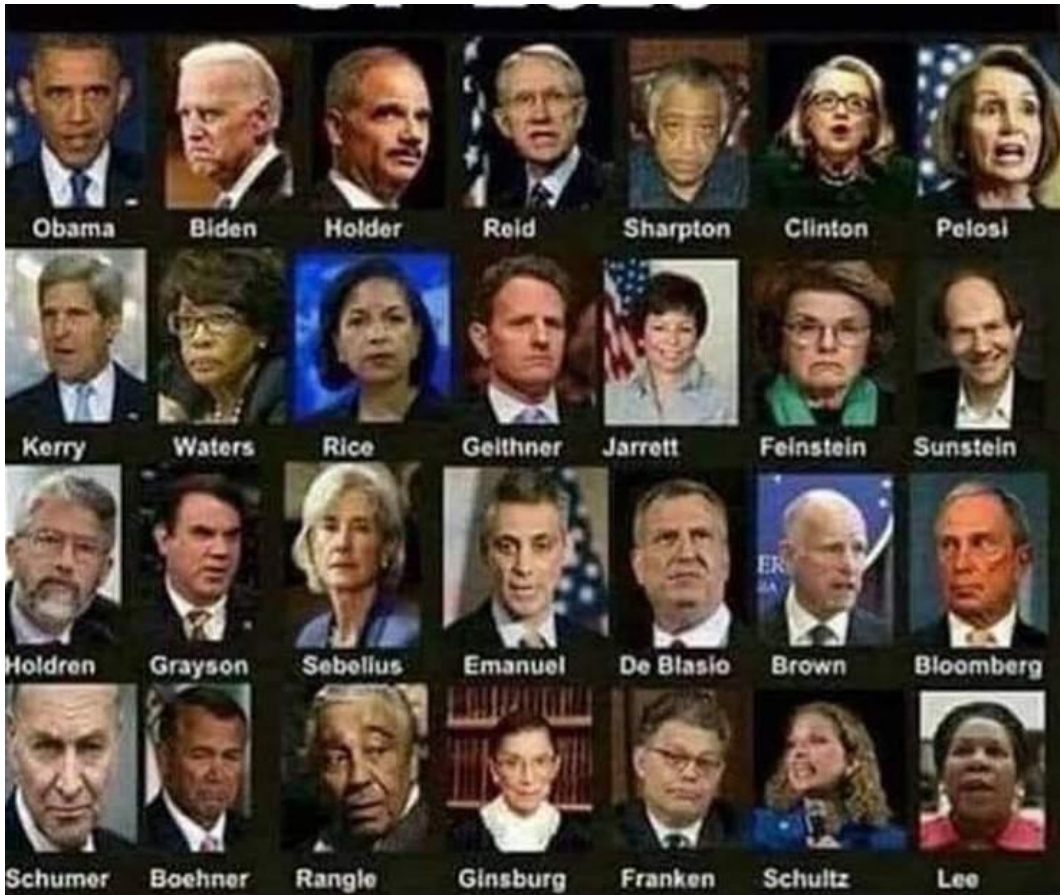 Obama Biden Holder Reid Sharpton Clinton Pelosi
Kerry Waters Rice Geithner Jarrett Feinstein Sunstein
Holdren Grayson Sebelius Emanuel De Blasio Brown Bloomberg
Schumer Boehner Rangle Ginsburg Franken Schultz Lee